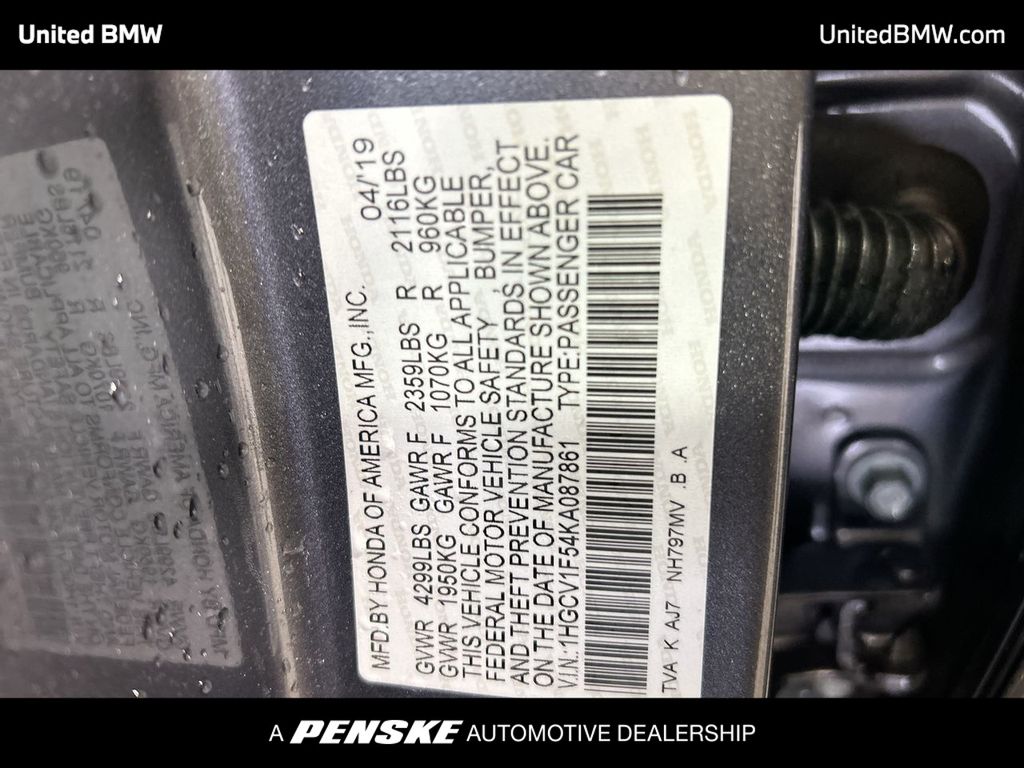 United BMW
UnitedBMW.com
MFD.BY HONDA OF AMERICA MFG.,INC. 04/'19
GVWR 4299LBS GAWR F 2359LBS R 2116LBS
GVWR 1950KG GAWR F 1070KG R 960KG
THIS VEHICLE CONFORMS TO ALL APPLICABLE
FEDERAL MOTOR VEHICLE SAFETY, BUMPER,
AND THEFT PREVENTION STANDARDS IN EFFECT
ON THE DATE OF MANUFACTURE SHOWN ABOVE.
V.I.N.:1HGCV1F54KA087861 TYPE:PASSENGER CAR
TVA K AJ7 NH797MV B A
A PENSKE AUTOMOTIVE DEALERSHIP